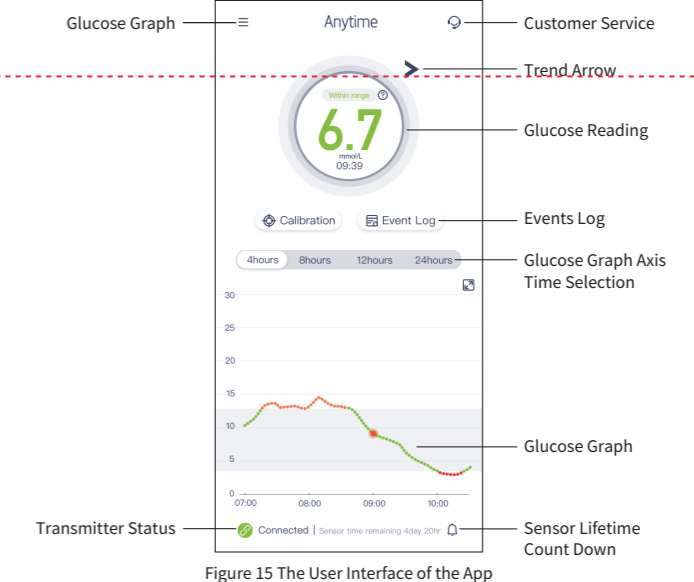 Glucose Graph
Anytime
Customer Service
Trend Arrow
Within range
6.7
mmol/L
09:39
Glucose Reading
Calibration
Event Log
Events Log
4hours 8hours 12hours 24hours
Glucose Graph Axis
Time Selection
30
25
20
15
10
5
0
Glucose Graph
07:00 08:00 09:00 10:00
Transmitter Status
Connected | Sensor time remaining 4day 20hr
Sensor Lifetime
Count Down
Figure 15 The User Interface of the App